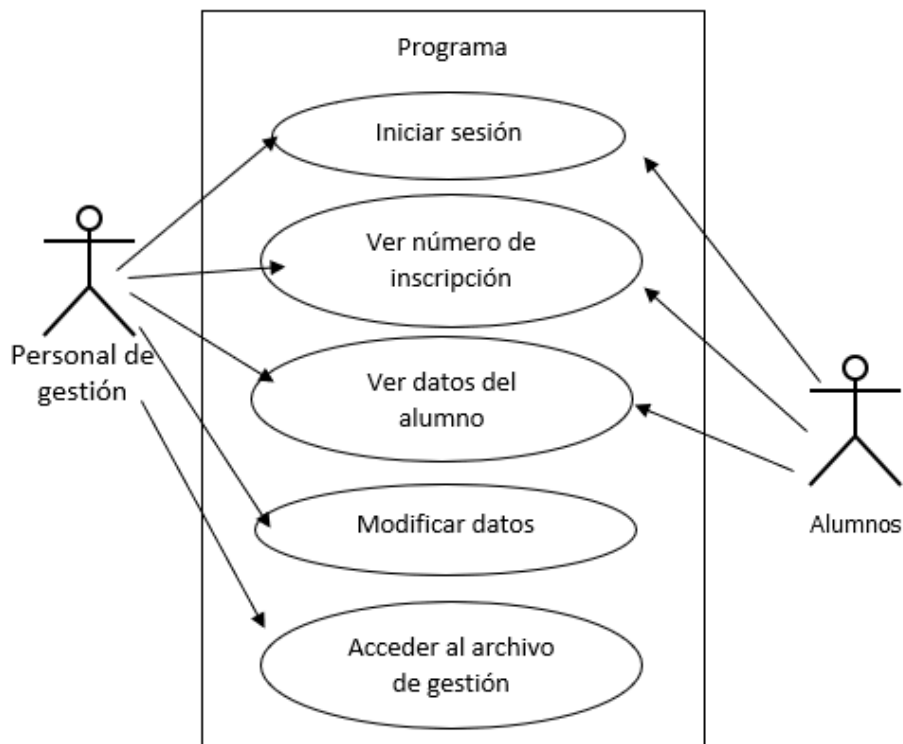 Programa
Iniciar sesión
Ver número de
inscripción
Personal de
gestión
Ver datos del
alumno
Modificar datos
Alumnos
Acceder al archivo
de gestión